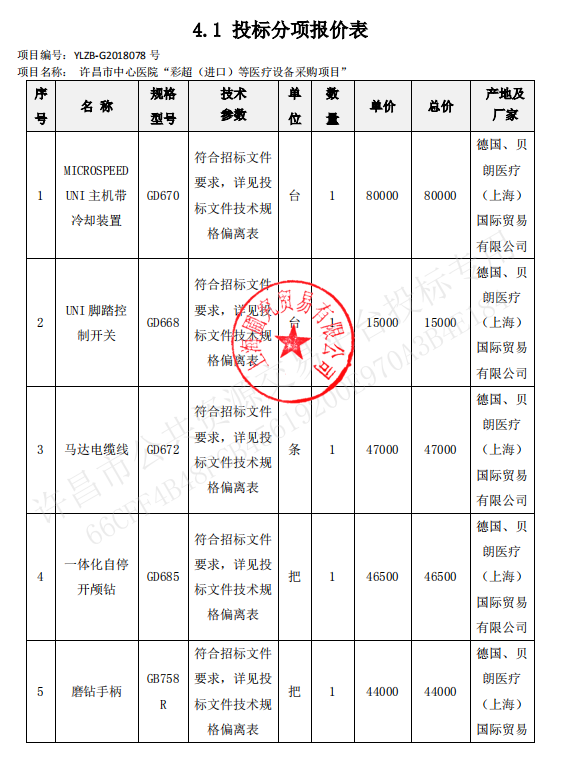 4.1 投标分项报价表
项目编号：YLZB-G2018078 号
项目名称： 许昌市中心医院“彩超（进口）等医疗设备采购项目”
序号 名 称 规格型号 技术参数 单位 数量 单价 总价 产地及厂家
1 MICROSPEED UNI 主机带冷却装置 GD670 符合招标文件要求，详见投标文件技术规格偏离表 台 1 80000 80000 德国、贝朗医疗（上海）国际贸易有限公司
2 UNI 脚踏控制开关 GD668 符合招标文件要求，详见投标文件技术规格偏离表 台 1 15000 15000 德国、贝朗医疗（上海）国际贸易有限公司
3 马达电缆线 GD672 符合招标文件要求，详见投标文件技术规格偏离表 条 1 47000 47000 德国、贝朗医疗（上海）国际贸易有限公司
4 一体化自停开颅钻 GD685 符合招标文件要求，详见投标文件技术规格偏离表 把 1 46500 46500 德国、贝朗医疗（上海）国际贸易有限公司
5 磨钻手柄 GB758R 符合招标文件要求，详见投标文件技术规格偏离表 把 1 44000 44000 德国、贝朗医疗（上海）国际贸易